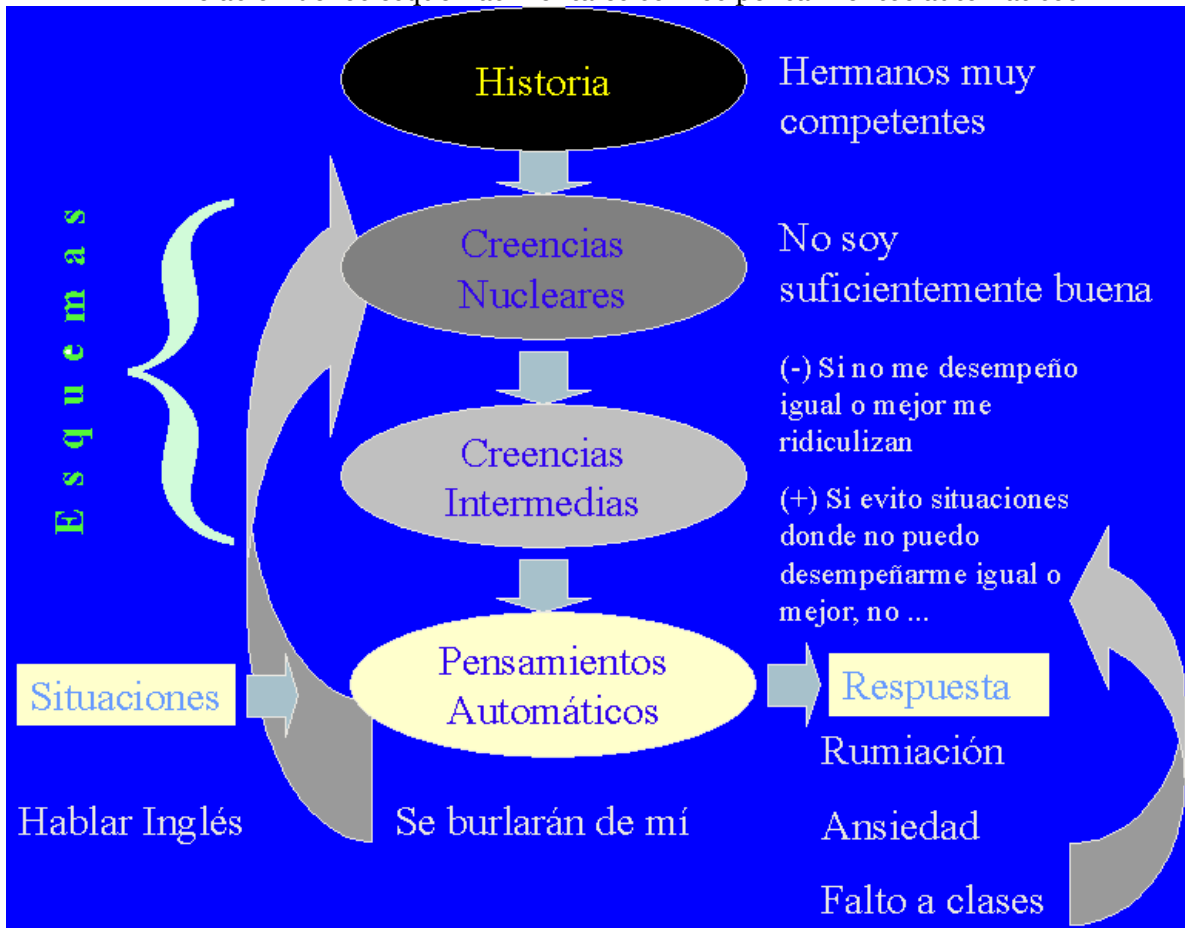 Historia
Hermanos muy
competentes
Esquemas
Creencias
Nucleares
No soy
suficientemente buena
Creencias
Intermedias
(-) Si no me desempeño
igual o mejor me
ridiculizan
(+) Si evito situaciones
donde no puedo
desempeñarme igual o
mejor, no ...
Situaciones
Pensamientos
Automáticos
Respuesta
Hablar Inglés
Se burlarán de mí
Rumiación
Ansiedad
Falto a clases